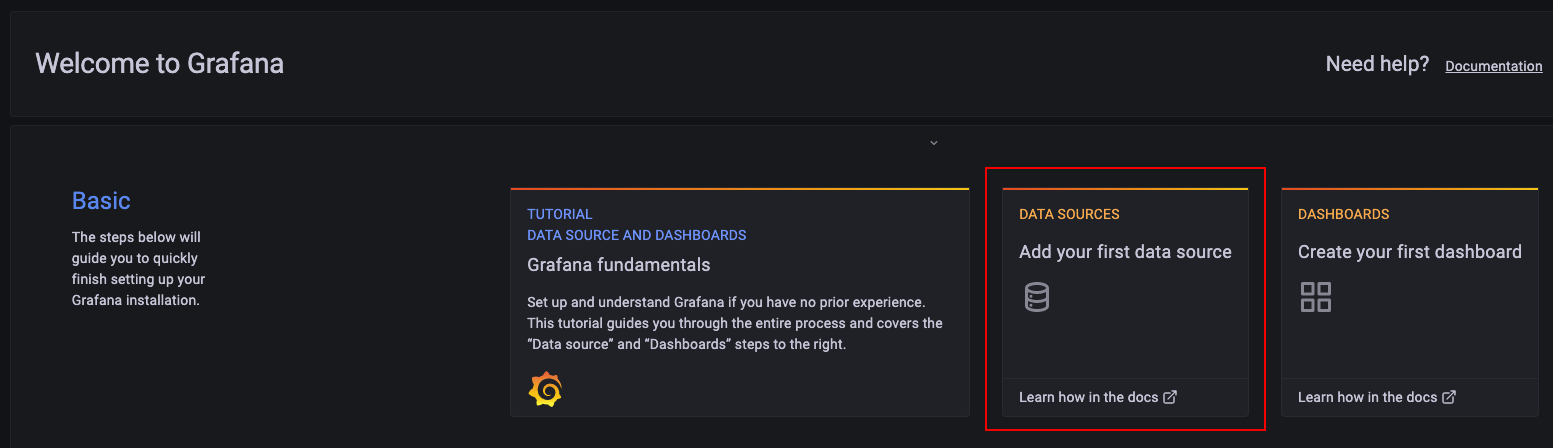 Welcome to Grafana
Need help? Documentation
Basic
The steps below will
guide you to quickly
finish setting up your
Grafana installation.
TUTORIAL
DATA SOURCE AND DASHBOARDS
Grafana fundamentals
Set up and understand Grafana if you have no prior experience.
This tutorial guides you through the entire process and covers the
“Data source” and “Dashboards” steps to the right.
DATA SOURCES
Add your first data source
Learn how in the docs
DASHBOARDS
Create your first dashboard
Learn how in the docs